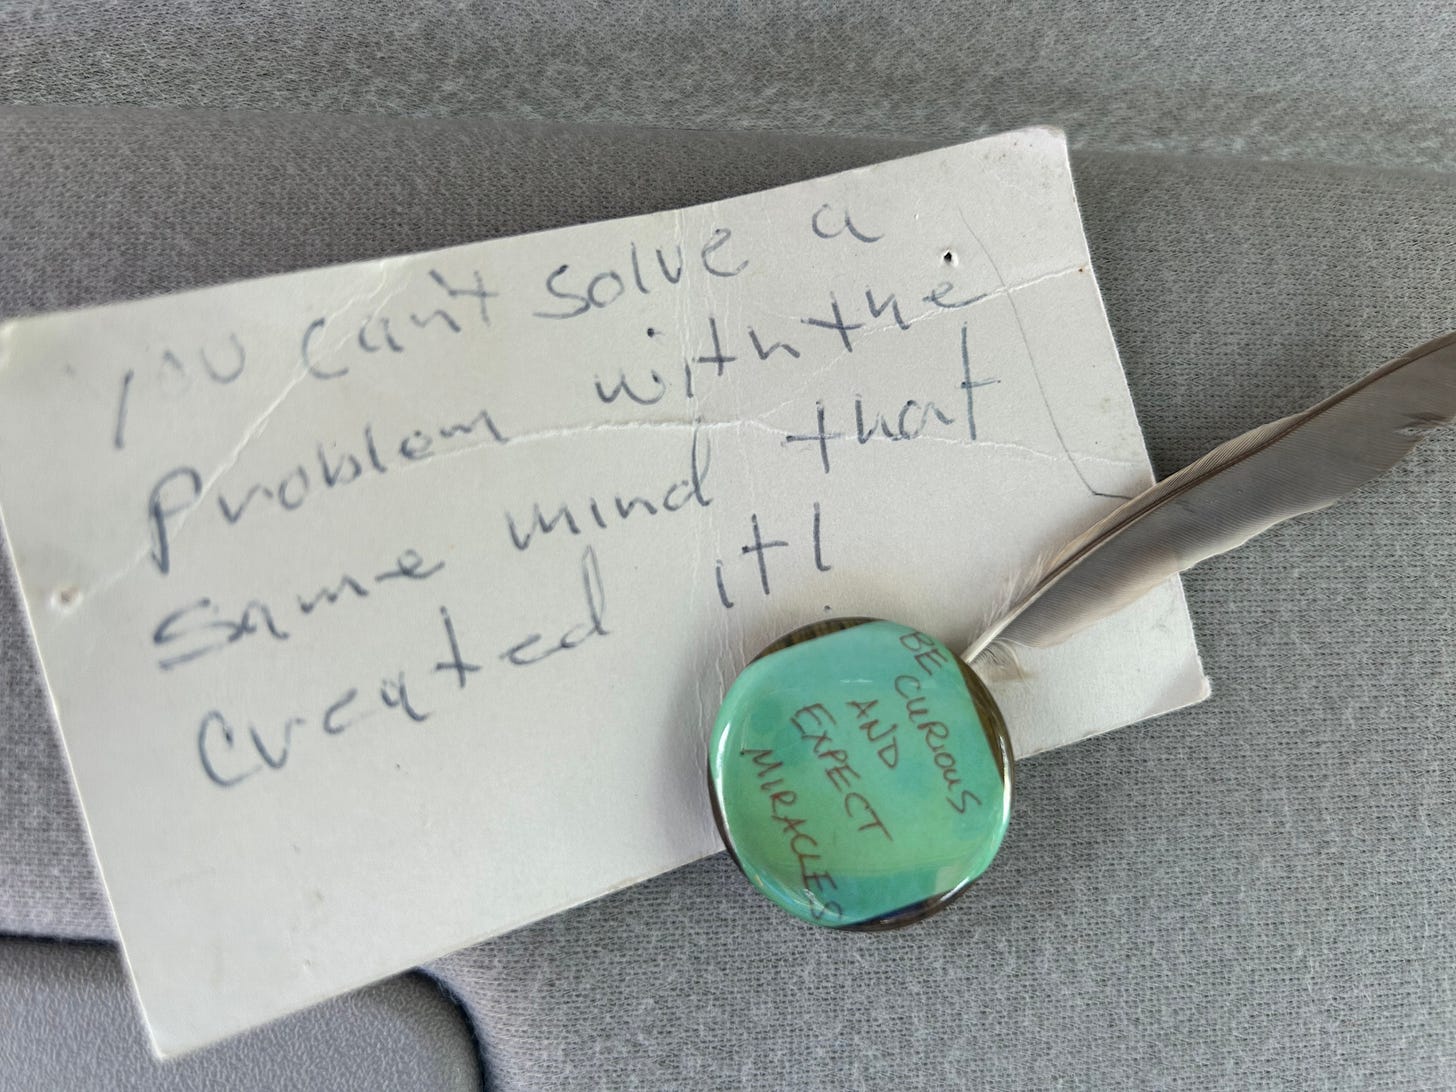 You can't solve a
problem with the
same mind that
created it!
BE CURIOUS
AND
EXPECT
MIRACLES